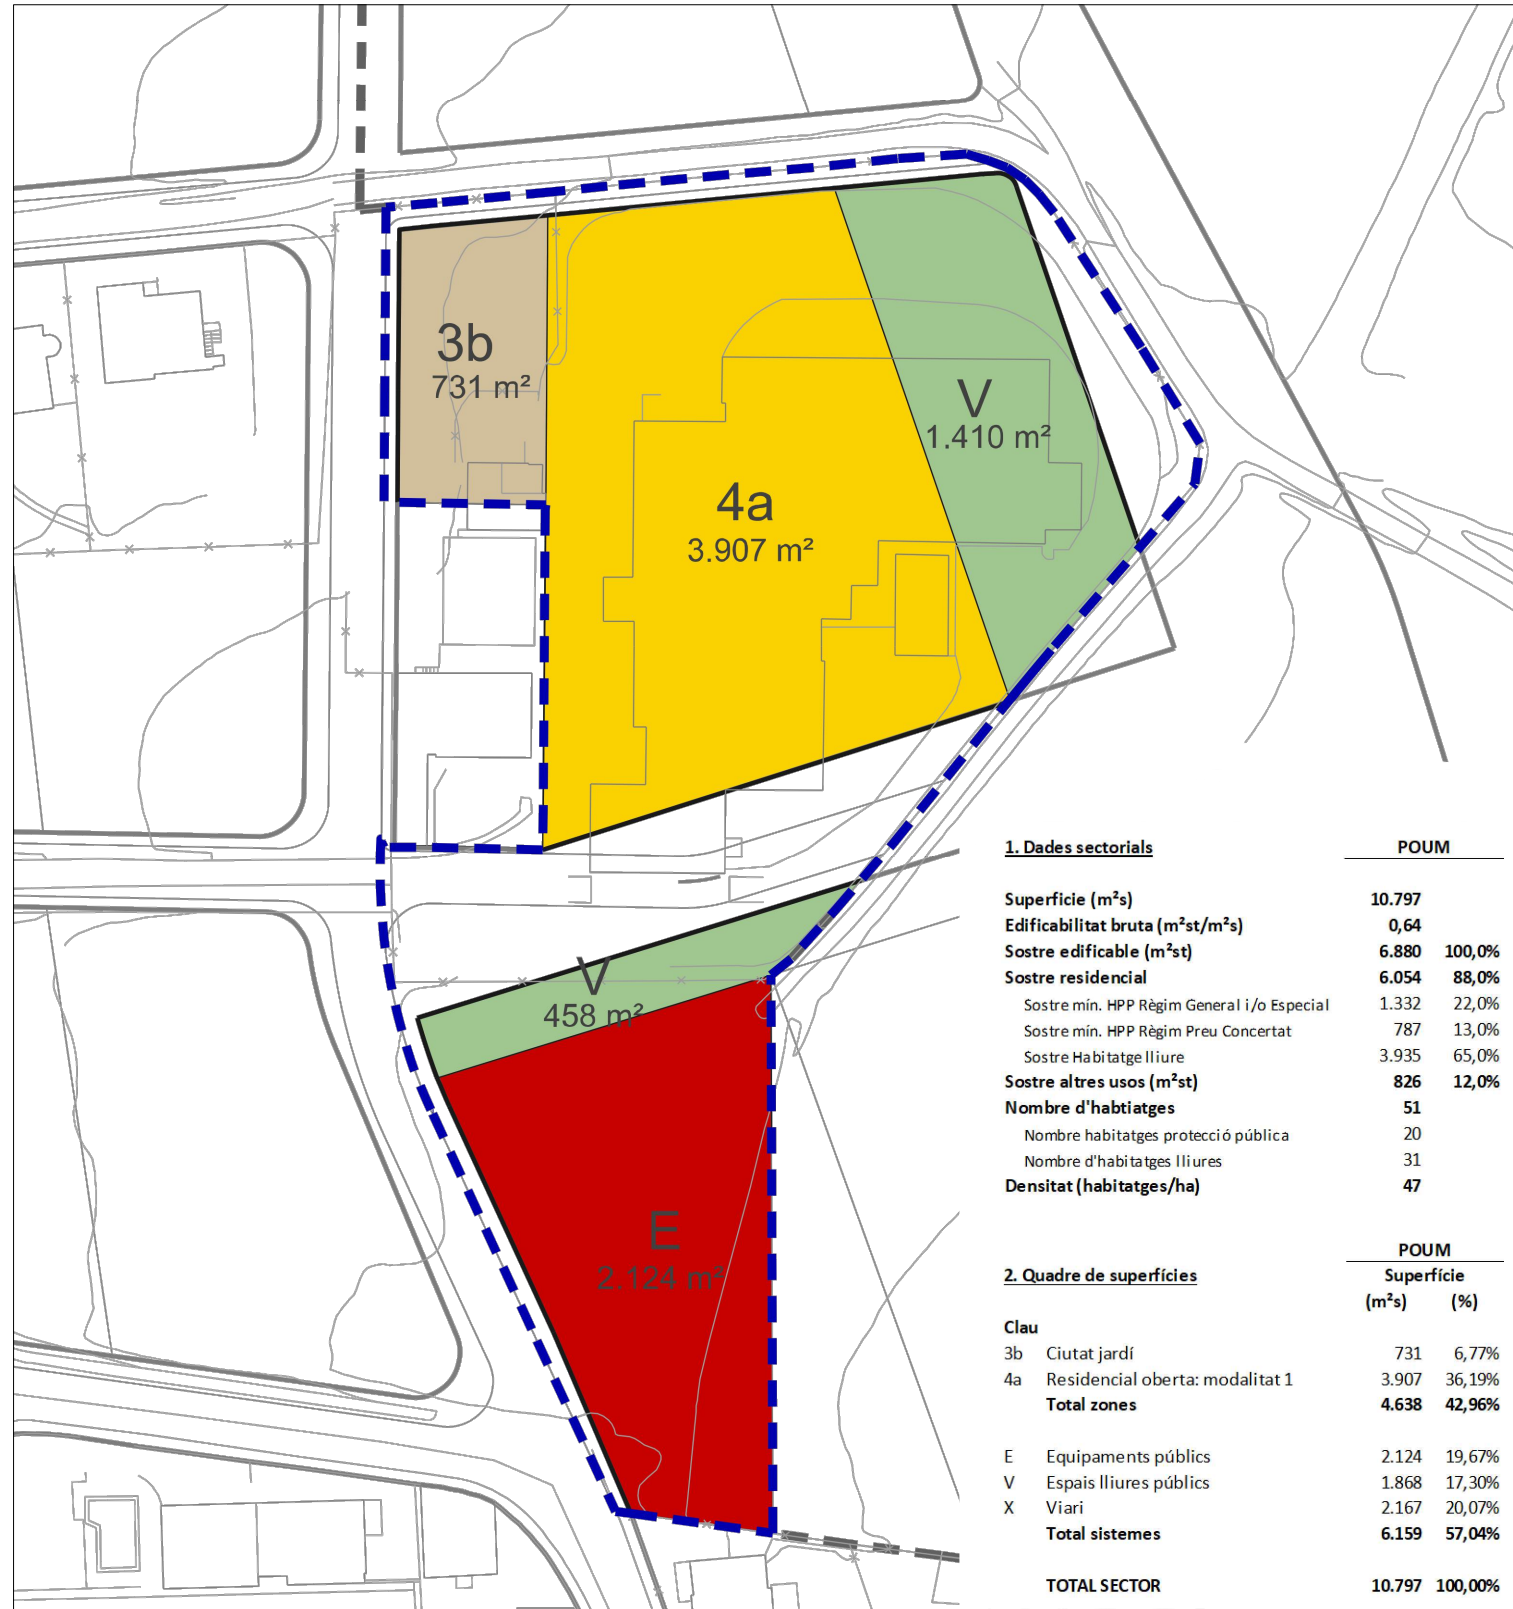 3b
731 m²
V
1.410 m²
4a
3.907 m²
V
458 m²
E
2.124 m²
1. Dades sectorials POUM
Superfície (m²s) 10.797
Edificabilitat bruta (m²st/m²s) 0,64
Sostre edificable (m²st) 6.880 100,0%
Sostre residencial 6.054 88,0%
Sostre mín. HPP Règim General i/o Especial 1.332 22,0%
Sostre mín. HPP Règim Preu Concertat 787 13,0%
Sostre Habitatge lliure 3.935 65,0%
Sostre altres usos (m²st) 826 12,0%
Nombre d'habtiatges 51
Nombre habitatges protecció pública 20
Nombre d'habitatges lliures 31
Densitat (habitatges/ha) 47
POUM
2. Quadre de superfícies Superfície
(m²s) (%)
Clau
3b Ciutat jardí 731 6,77%
4a Residencial oberta: modalitat 1 3.907 36,19%
Total zones 4.638 42,96%
E Equipaments públics 2.124 19,67%
V Espais lliures públics 1.868 17,30%
X Viari 2.167 20,07%
Total sistemes 6.159 57,04%
TOTAL SECTOR 10.797 100,00%